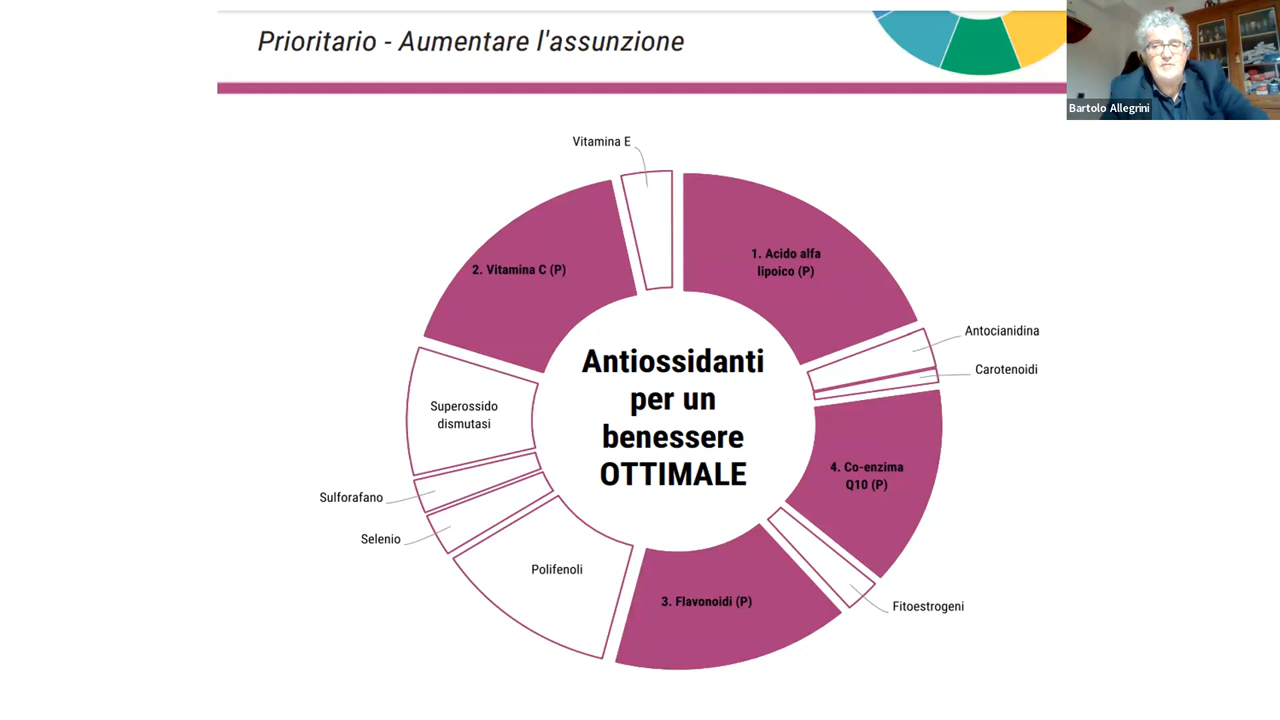 Prioritario - Aumentare l'assunzione
Bartolo Allegrini
Vitamina E
1. Acido alfa
lipoico (P)
2. Vitamina C (P)
Antocianidina
Carotenoidi
Antiossidanti
per un
benessere
OTTIMALE
Superossido
dismutasi
4. Co-enzima
Q10 (P)
Sulforafano
Selenio
Polifenoli
3. Flavonoidi (P)
Fitoestrogeni